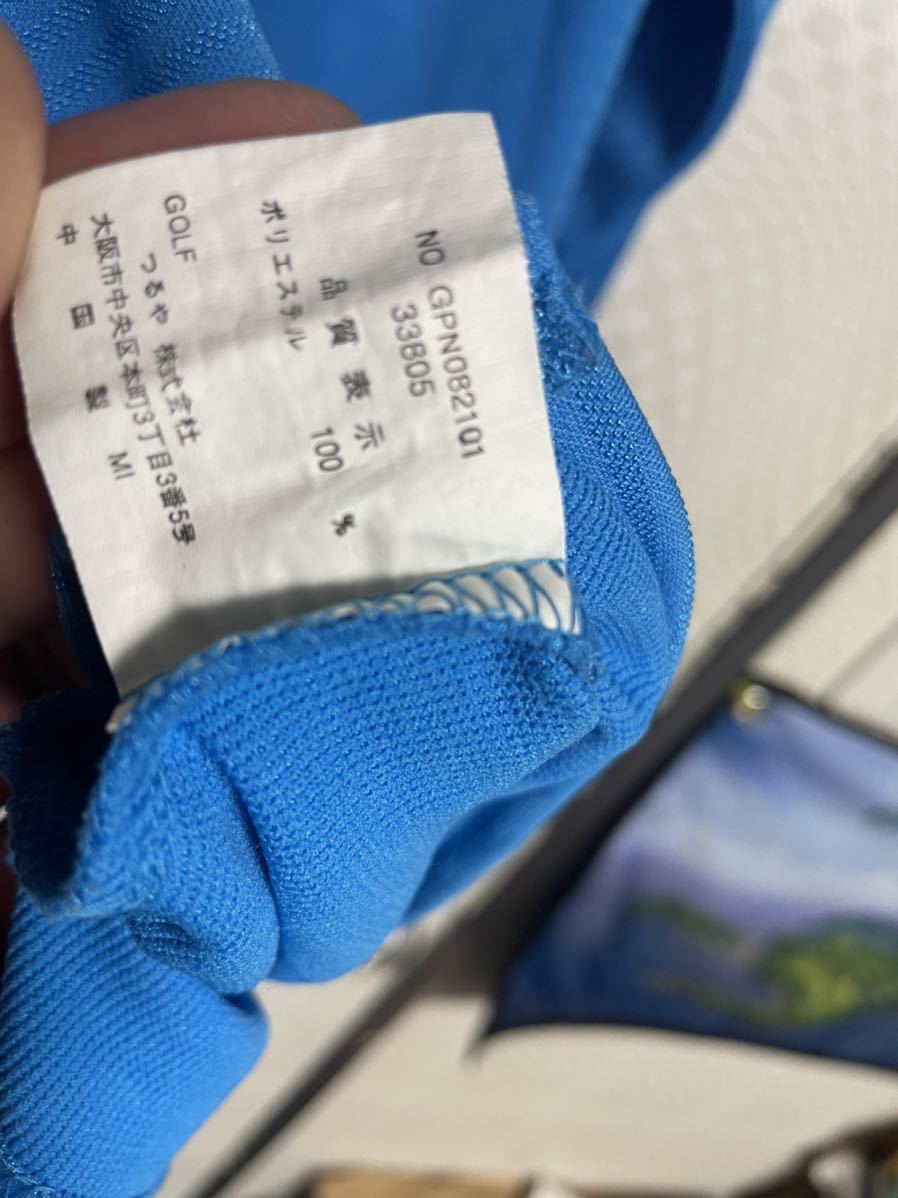 NO GPN082101
33805
品質表示
ポリエステル 100 %
GOLF
つるや 株式会社
大阪市中央区本町3丁目3番5号
中国製 MI